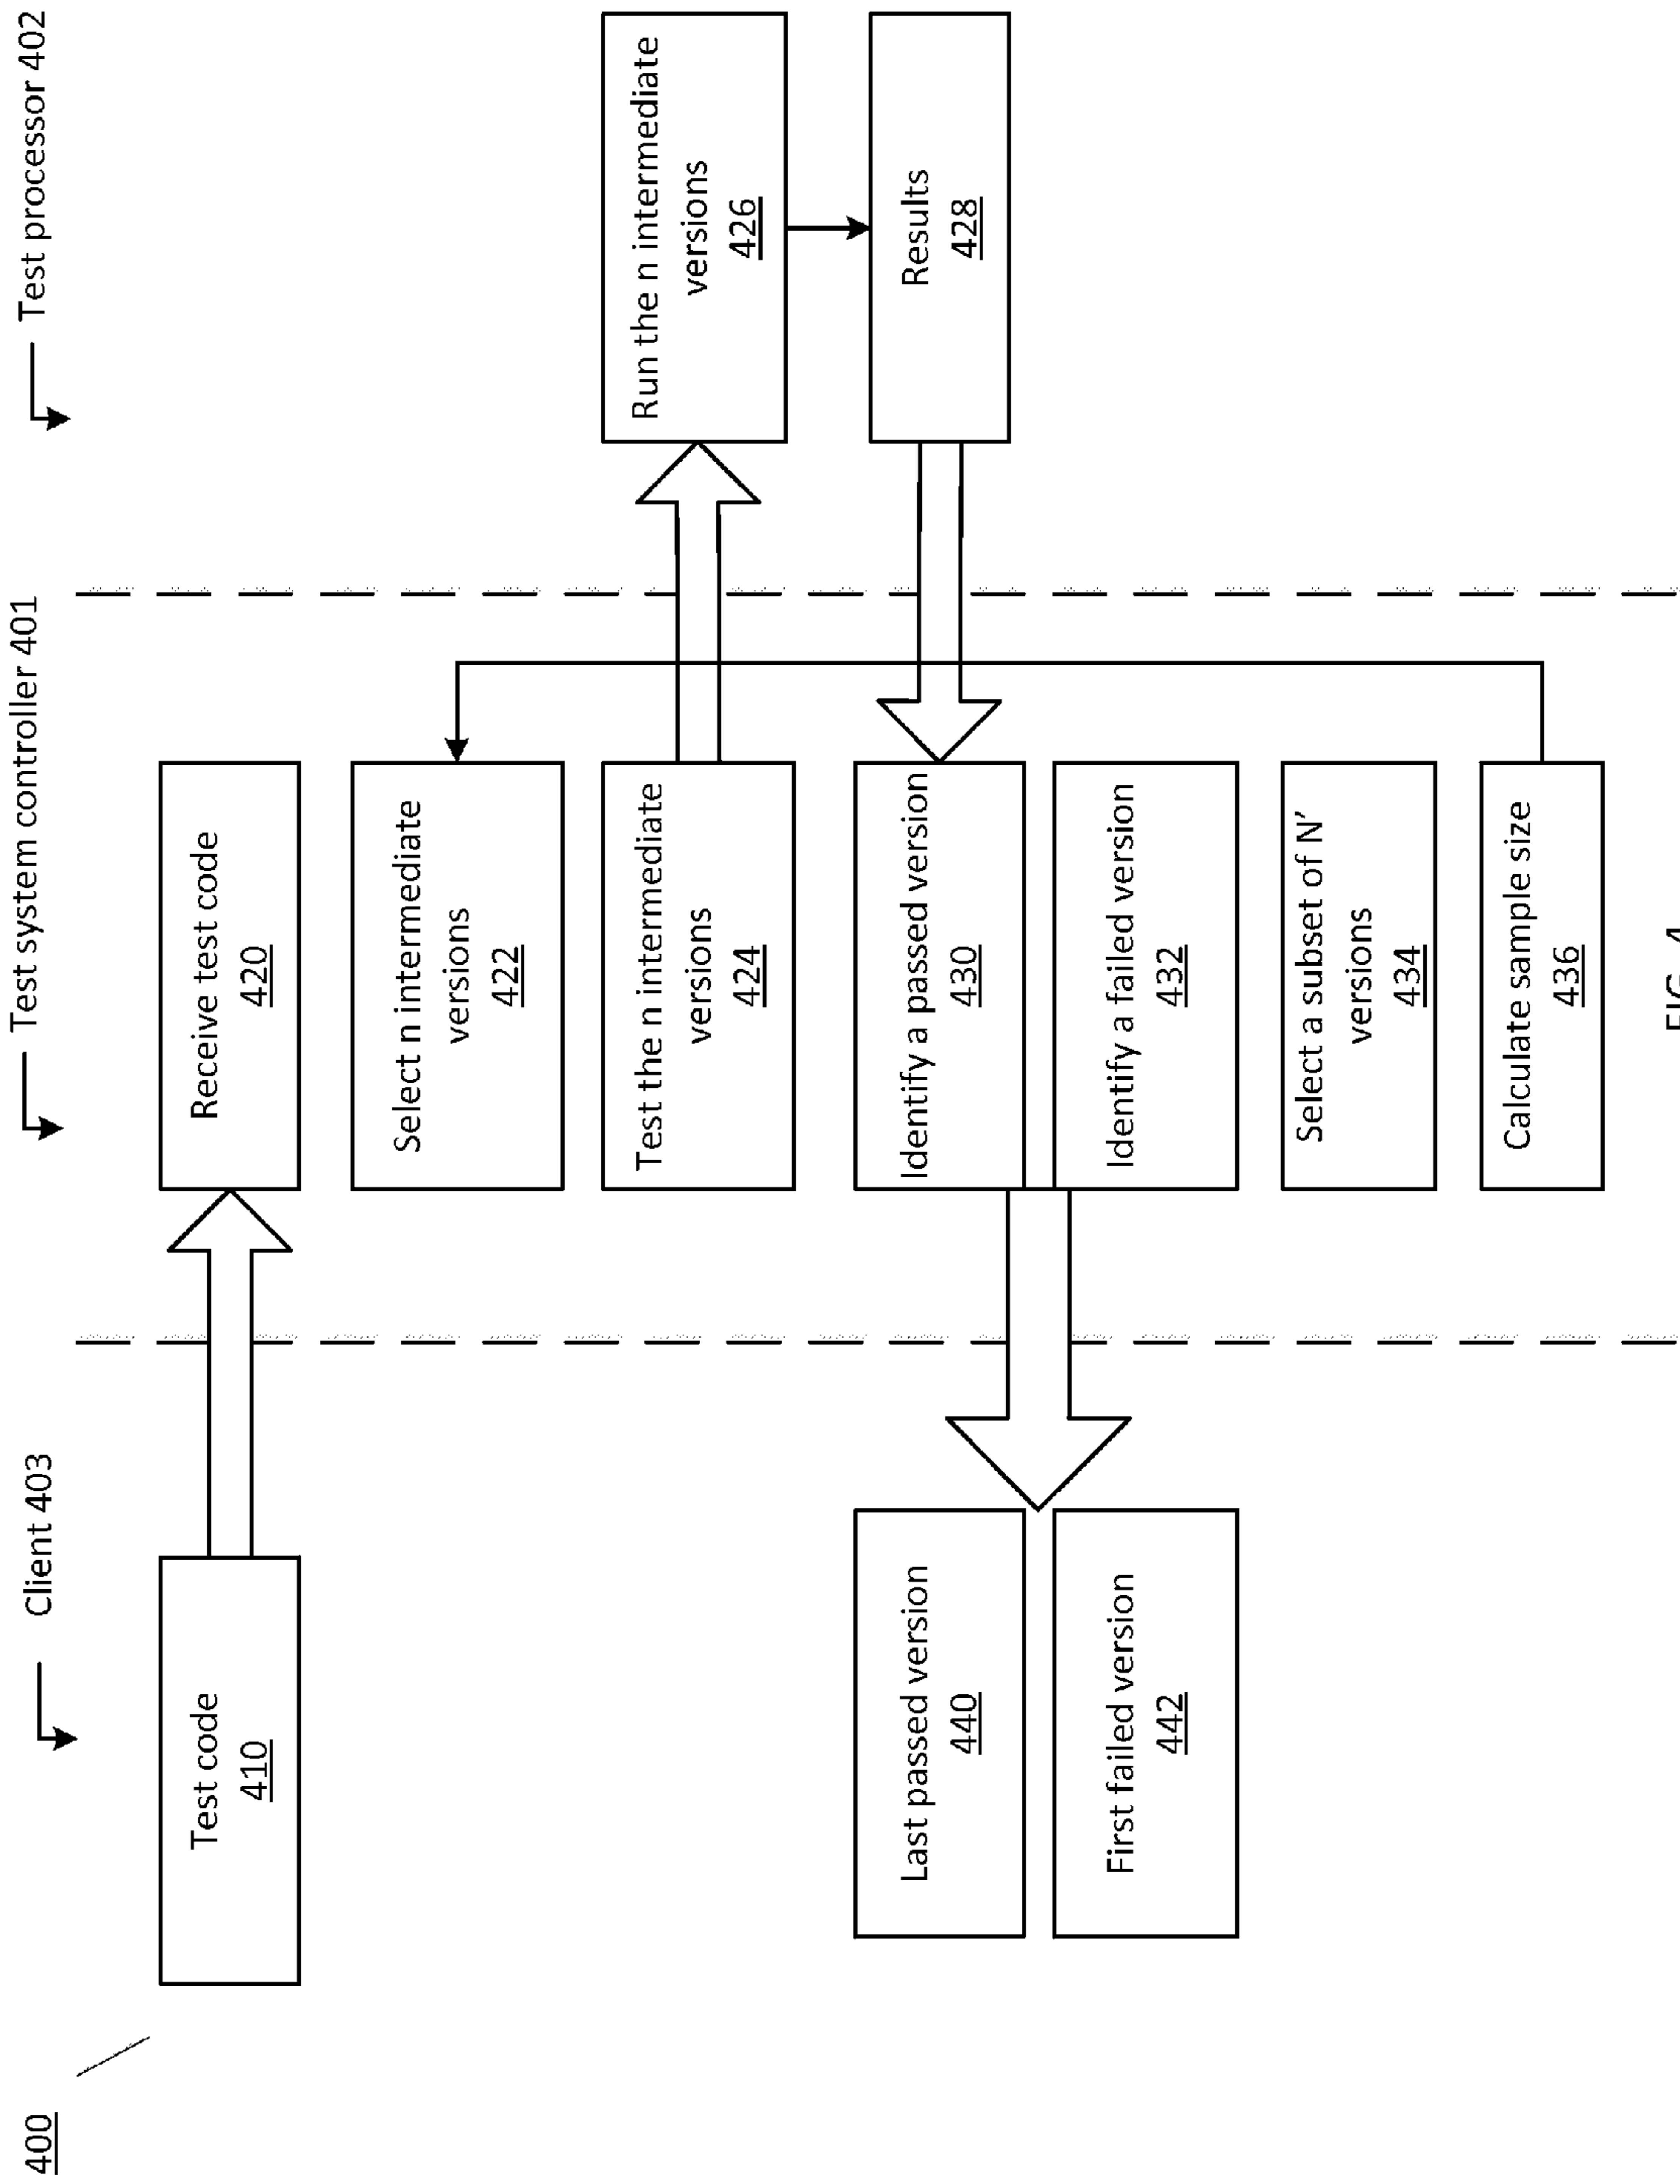 400
Client 403
Test system controller 401
Test processor 402
Test code
410
Receive test code
420
Select n intermediate
versions
422
Test the n intermediate
versions
424
Run the n intermediate
versions
426
Results
428
Identify a passed version
430
Identify a failed version
432
Last passed version
440
First failed version
442
Select a subset of N’
versions
434
Calculate sample size
436